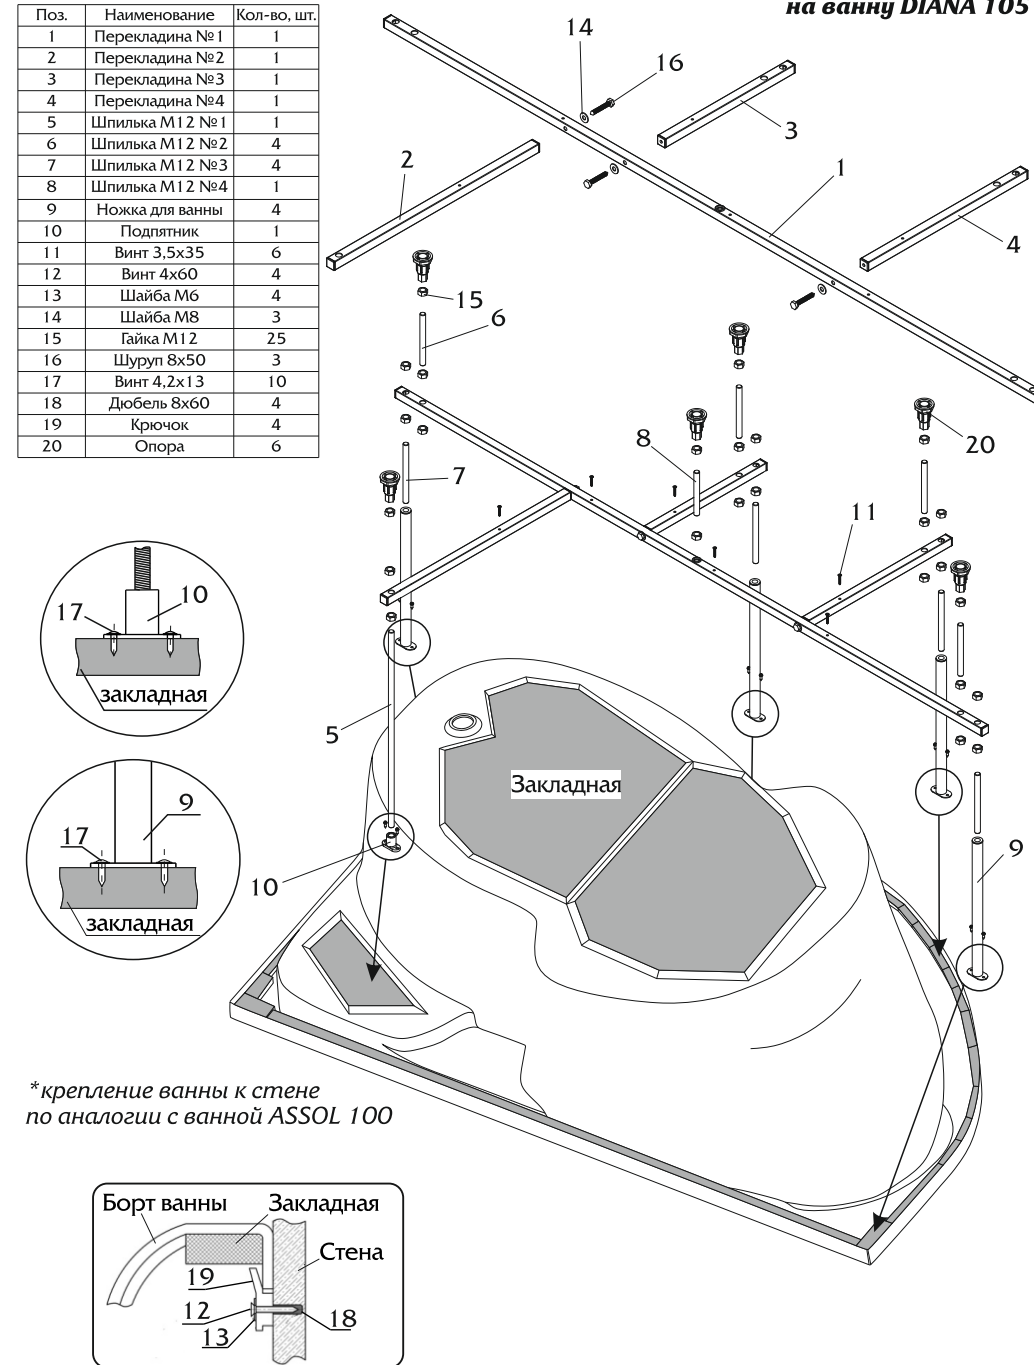 на ванну DIANA 105
Поз. Наименование Кол-во, шт.
1 Перекладина №1 1
2 Перекладина №2 1
3 Перекладина №3 1
4 Перекладина №4 1
5 Шпилька М12 №1 1
6 Шпилька М12 №2 4
7 Шпилька М12 №3 4
8 Шпилька М12 №4 1
9 Ножка для ванны 4
10 Подпятник 1
11 Винт 3,5х35 6
12 Винт 4х60 4
13 Шайба М6 4
14 Шайба М8 3
15 Гайка М12 25
16 Шуруп 8х50 3
17 Винт 4,2х13 10
18 Дюбель 8х60 4
19 Крючок 4
20 Опора 6
14
16
3
2
1
4
15
6
20
8
7
11
17
10
закладная
5
Закладная
9
17
закладная
10
9
*крепление ванны к стене
по аналогии с ванной ASSOL 100
Борт ванны
Закладная
Стена
19
12
18
13